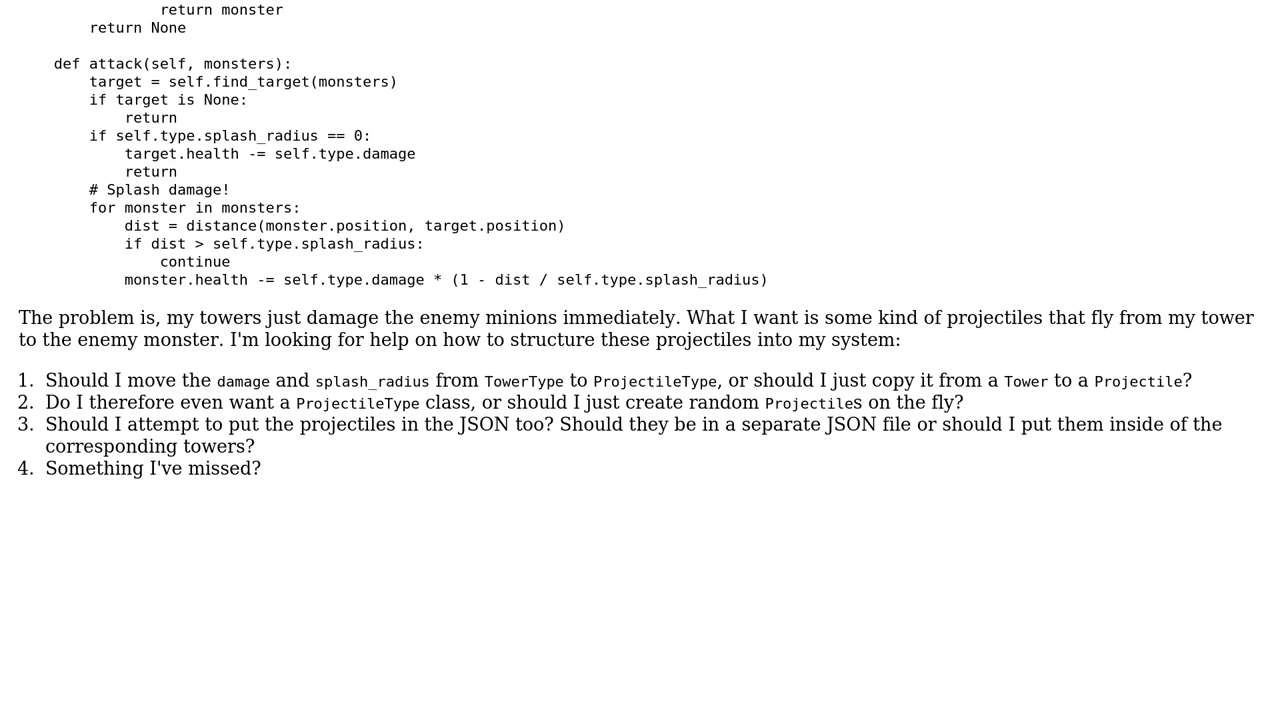 return monster
        return None

    def attack(self, monsters):
        target = self.find_target(monsters)
        if target is None:
            return
        if self.type.splash_radius == 0:
            target.health -= self.type.damage
            return
        # Splash damage!
        for monster in monsters:
            dist = distance(monster.position, target.position)
            if dist > self.type.splash_radius:
                continue
            monster.health -= self.type.damage * (1 - dist / self.type.splash_radius)

The problem is, my towers just damage the enemy minions immediately. What I want is some kind of projectiles that fly from my tower
to the enemy monster. I'm looking for help on how to structure these projectiles into my system:

1. Should I move the damage and splash_radius from TowerType to ProjectileType, or should I just copy it from a Tower to a Projectile?
2. Do I therefore even want a ProjectileType class, or should I just create random Projectiles on the fly?
3. Should I attempt to put the projectiles in the JSON too? Should they be in a separate JSON file or should I put them inside of the
corresponding towers?
4. Something I've missed?